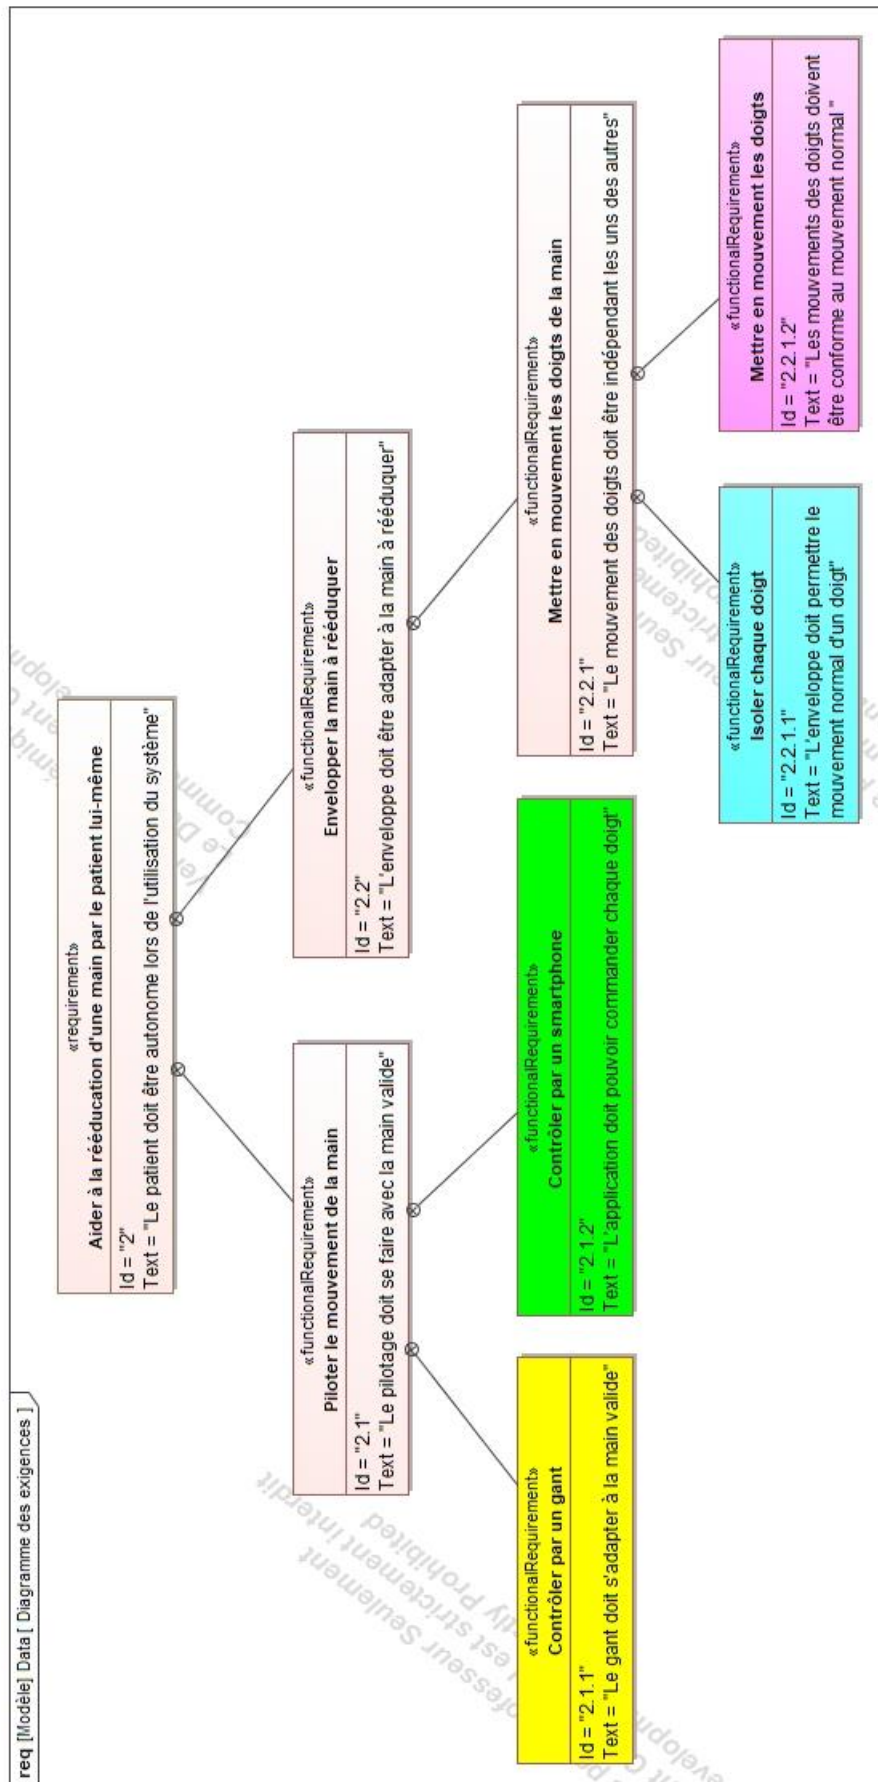 req [Modèle] Data [ Diagramme des exigences ]
«requirement»
Aider à la rééducation d'une main par le patient lui-même
Id = "2"
Text = "Le patient doit être autonome lors de l'utilisation du système"
«functionalRequirement»
Piloter le mouvement de la main
Id = "2.1"
Text = "Le pilotage doit se faire avec la main valide"
«functionalRequirement»
Envelopper la main à rééduquer
Id = "2.2"
Text = "L'enveloppe doit être adapter à la main à rééduquer"
«functionalRequirement»
Contrôler par un gant
Id = "2.1.1"
Text = "Le gant doit s'adapter à la main valide"
«functionalRequirement»
Contrôler par un smartphone
Id = "2.1.2"
Text = "L'application doit pouvoir commander chaque doigt"
«functionalRequirement»
Mettre en mouvement les doigts de la main
Id = "2.2.1"
Text = "Le mouvement des doigts doit être indépendant les uns des autres"
«functionalRequirement»
Isoler chaque doigt
Id = "2.2.1.1"
Text = "L'enveloppe doit permettre le
mouvement normal d'un doigt"
«functionalRequirement»
Mettre en mouvement les doigts
Id = "2.2.1.2"
Text = "Les mouvements des doigts doivent
être conforme au mouvement normal "
Seulement
est strictement interdit
Prohibited